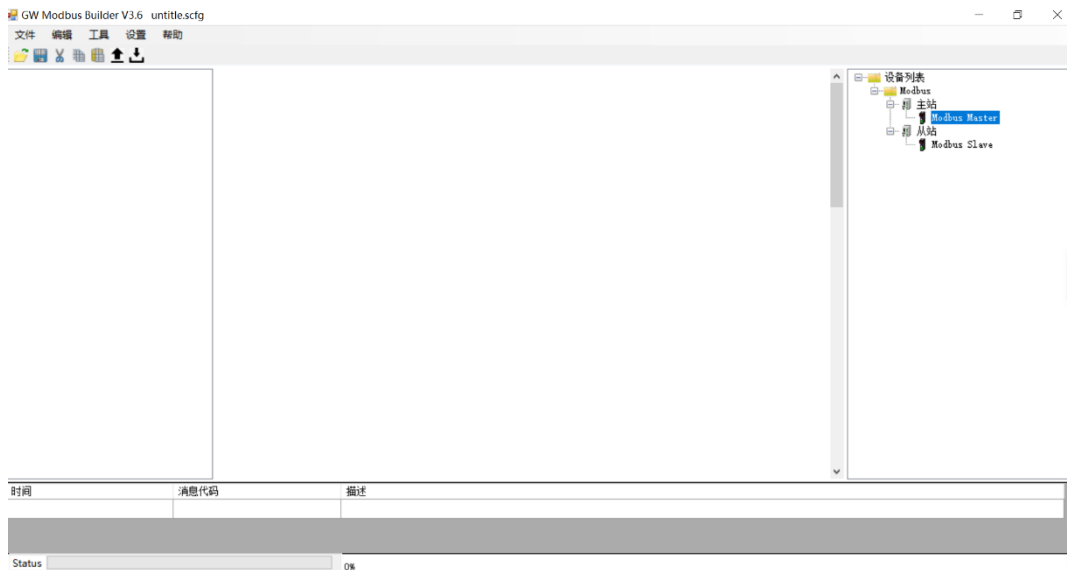 GW Modbus Builder V3.6 untitle.scfg
文件 编辑 工具 设置 帮助
设备列表
Modbus
主站
Modbus Master
从站
Modbus Slave
时间 消息代码 描述
Status 0%